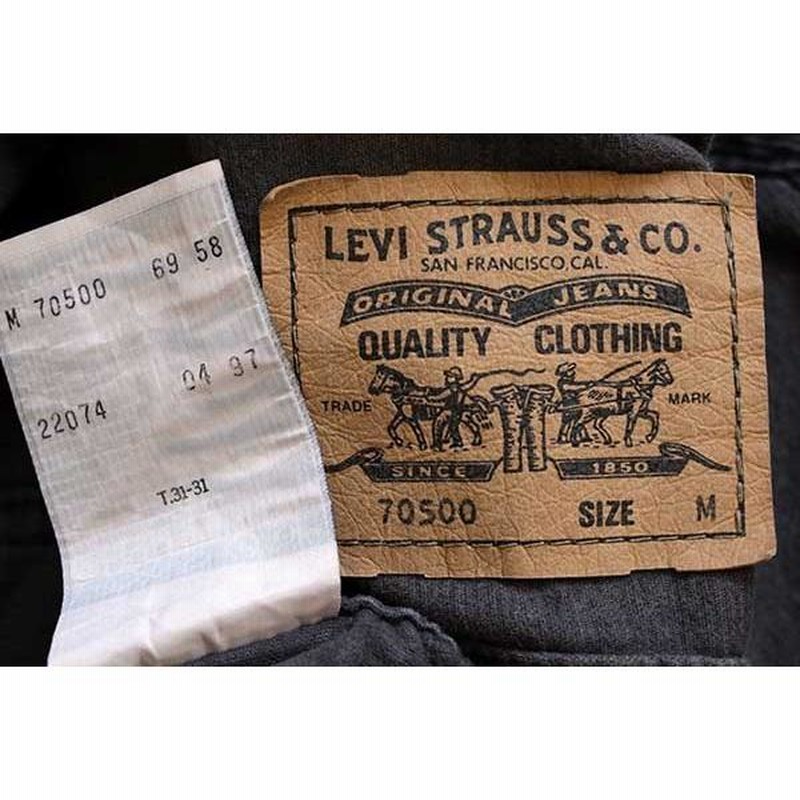 M 70500 69 58
22074 04 97
T.31-31
LEVI STRAUSS & CO.
SAN FRANCISCO, CAL.
ORIGINAL JEANS
QUALITY CLOTHING
TRADE MARK
SINCE 1850
70500 SIZE M